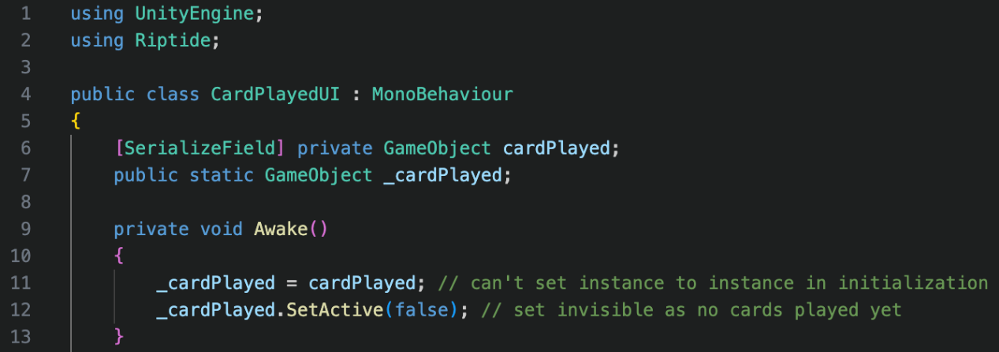 1 using UnityEngine;
2 using Riptide;
3
4 public class CardPlayedUI : MonoBehaviour
5 {
6 [SerializeField] private GameObject cardPlayed;
7 public static GameObject _cardPlayed;
8
9 private void Awake()
10 {
11 _cardPlayed = cardPlayed; // can't set instance to instance in initialization
12 _cardPlayed.SetActive(false); // set invisible as no cards played yet
13 }